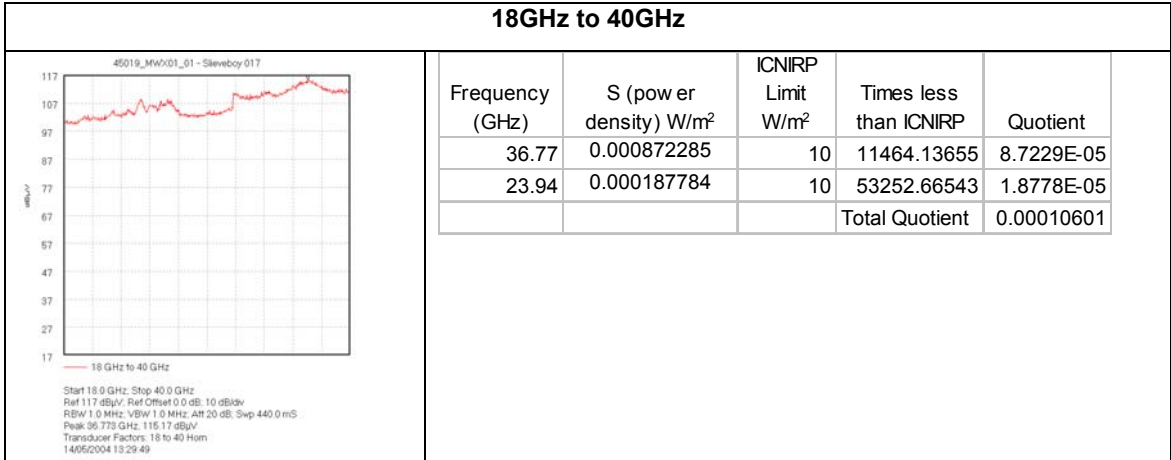 18GHz to 40GHz
45019_MWX01_01 - Slieveboy 017
117
107
97
87
77
67
57
47
37
27
17
dBµV
18 GHz to 40 GHz
Start 18.0 GHz; Stop 40.0 GHz
Ref 117 dBµV; Ref Offset 0.0 dB; 10 dB/div
RBW 1.0 MHz; VBW 1.0 MHz; Att 20 dB; Swp 440.0 mS
Peak 36.773 GHz, 115.17 dBµV
Transducer Factors: 18 to 40 Horn
14/05/2004 13:29:49
Frequency (GHz) S (pow er density) W/m² ICNIRP Limit W/m² Times less than ICNIRP Quotient
36.77 0.000872285 10 11464.13655 8.7229E-05
23.94 0.000187784 10 53252.66543 1.8778E-05
Total Quotient 0.00010601